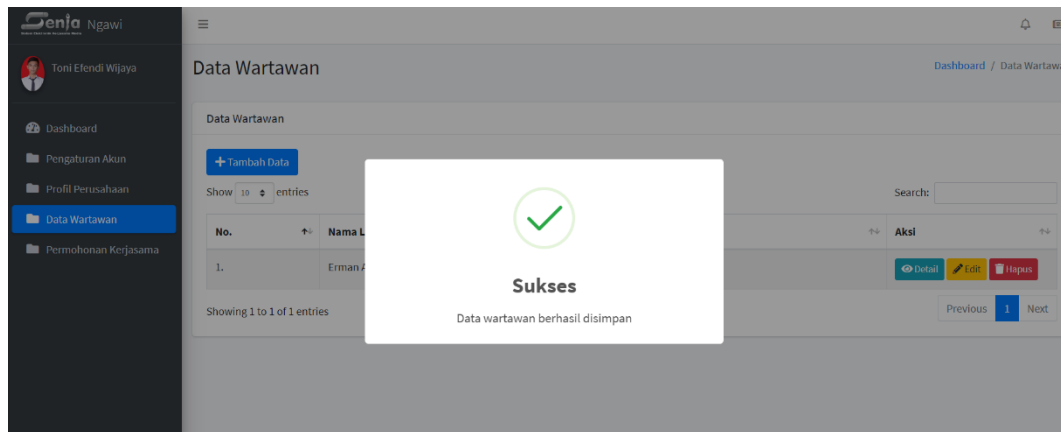 Senja Ngawi
Toni Efendi Wijaya
Dashboard
Pengaturan Akun
Profil Perusahaan
Data Wartawan
Permohonan Kerjasama
Data Wartawan
Dashboard / Data Wartawa
Data Wartawan
Tambah Data
Show 10 entries
Search:
No. Nama L Aksi
1. Erman A Detail Edit Hapus
Showing 1 to 1 of 1 entries
Previous 1 Next
Sukses
Data wartawan berhasil disimpan